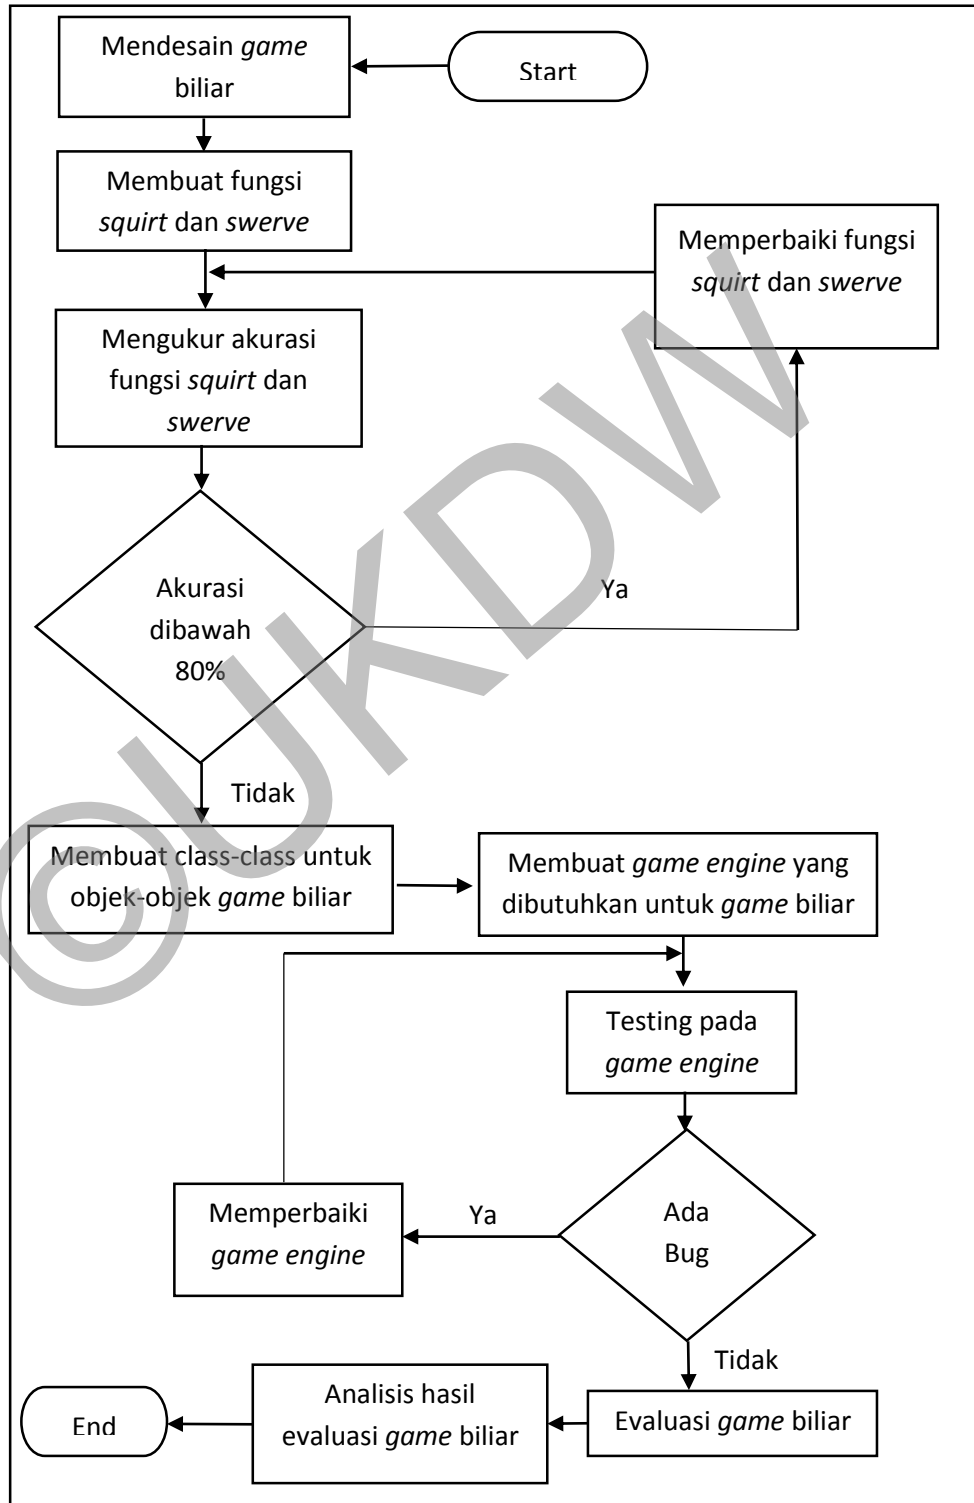 Start
Mendesain game
biliar
Membuat fungsi
squirt dan swerve
Memperbaiki fungsi
squirt dan swerve
Mengukur akurasi
fungsi squirt dan
swerve
Akurasi
dibawah
80%
Ya
Tidak
Membuat class-class untuk
objek-objek game biliar
Membuat game engine yang
dibutuhkan untuk game biliar
Testing pada
game engine
Ada
Bug
Ya
Memperbaiki
game engine
Tidak
Evaluasi game biliar
Analisis hasil
evaluasi game biliar
End
©UKDW